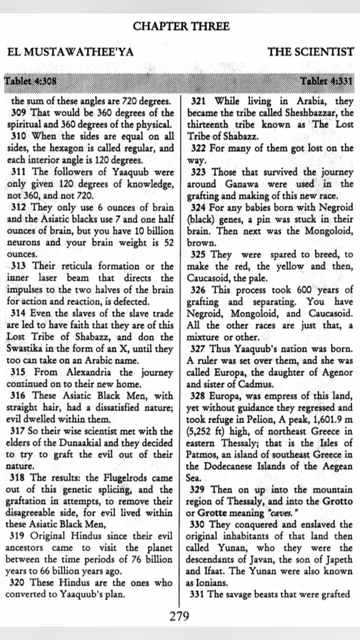 CHAPTER THREE
EL MUSTAWATHEE'YA
THE SCIENTIST
Tablet 4:308
Tablet 4:331
the sum of these angles are 720 degrees.
309 That would be 360 degrees of the
spiritual and 360 degrees of the physical.
310 When the sides are equal on all
sides, the hexagon is called regular, and
each interior angle is 120 degrees.
311 The followers of Yaaquub were
only given 120 degrees of knowledge,
not 360, and not 720.
312 They only use 6 ounces of brain
and the Asiatic blacks use 7 and one half
ounces of brain, but you have 10 billion
neurons and your brain weight is 52
ounces.
313 Their reticula formation or the
inner laser beam that directs the
impulses to the two halves of the brain
for action and reaction, is defected.
314 Even the slaves of the slave trade
are led to have faith that they are of this
Lost Tribe of Shabazz, and don the
Swastika in the form of an X, until they
too can take on an Arabic name.
315 From Alexandria the journey
continued on to their new home.
316 These Asiatic Black Men, with
straight hair, had a dissatisfied nature;
evil dwelled within them.
317 So their wise scientist met with the
elders of the Dunaakial and they decided
to try to graft the evil out of their
nature.
318 The results: the Flugelrods came
out of this genetic splicing, and the
graftation in attempts, to remove their
disagreeable side, for evil lived within
these Asiatic Black Men,
319 Original Hindus since their evil
ancestors came to visit the planet
between the time periods of 76 billion
years to 66 billion years ago.
320 These Hindus are the ones who
converted to Yaaquub's plan.
321 While living in Arabia, they
became the tribe called Sheshbazzar, the
thirteenth tribe known as The Lost
Tribe of Shabazz.
322 For many of them got lost on the
way.
323 Those that survived the journey
around Ganawa were used in the
grafting and making of this new race.
324 For any babies born with Negroid
(black) genes, a pin was stuck in their
brain. Then next was the Mongoloid,
brown.
325 They were spared to breed, to
make the red, the yellow and then,
Caucasoid, the pale.
326 This process took 600 years of
grafting and separating. You have
Negroid, Mongoloid, and Caucasoid.
All the other races are just that, a
mixture or other.
327 Thus Yaaquub's nation was born.
A ruler was set over them, and she was
called Europa, the daughter of Agenor
and sister of Cadmus.
328 Europa, was empress of this land,
yet without guidance they regressed and
took refuge in Pelion, A peak, 1,601.9 m
(5,252 ft) high, of northeast Greece in
eastern Thessaly; that is the Isles of
Patmos, an island of southeast Greece in
the Dodecanese Islands of the Aegean
Sea.
329 Then on up into the mountain
region of Thessaly, and into the Grotto
or Grotte meaning "caves."
330 They conquered and enslaved the
original inhabitants of that land then
called Yunan, who they were the
descendants of Javan, the son of Japeth
and Ifaat. The Yunan were also known
as Ionians.
331 The savage beasts that were grafted
279